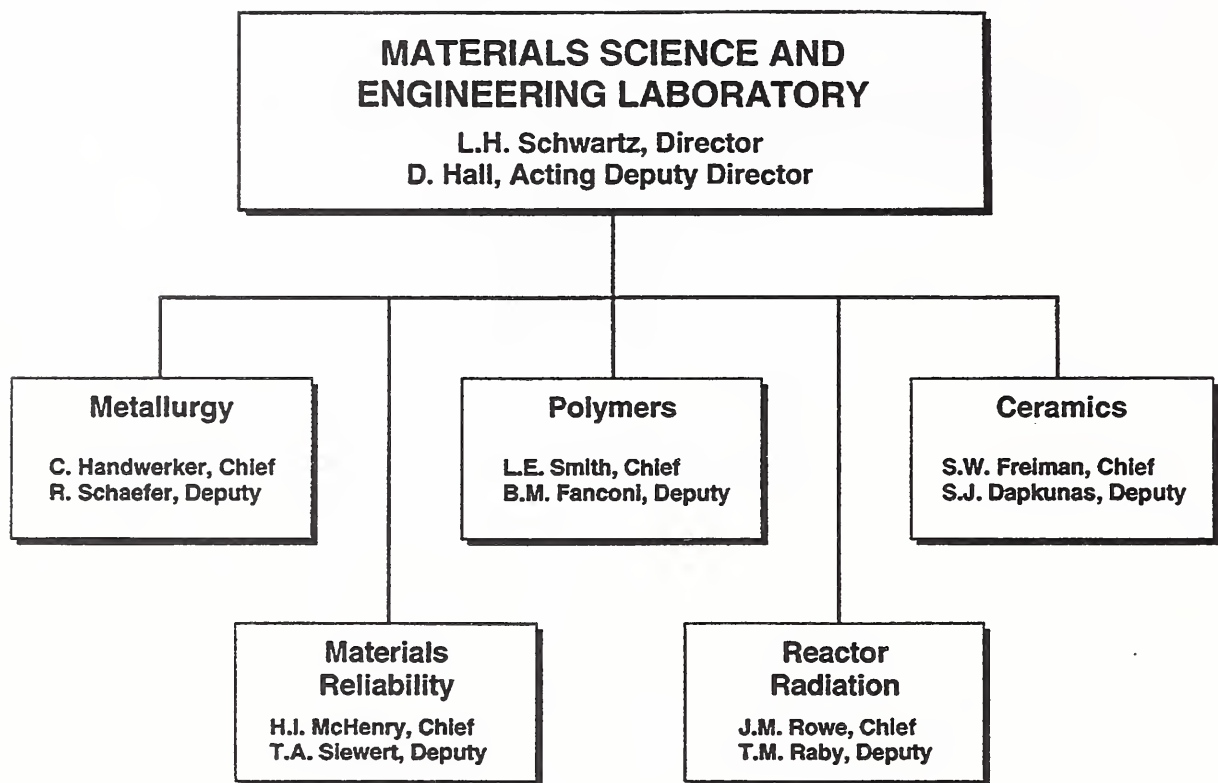 MATERIALS SCIENCE AND
ENGINEERING LABORATORY
L.H. Schwartz, Director
D. Hall, Acting Deputy Director
Metallurgy
C. Handwerker, Chief
R. Schaefer, Deputy
Polymers
L.E. Smith, Chief
B.M. Fanconi, Deputy
Ceramics
S.W. Freiman, Chief
S.J. Dapkunas, Deputy
Materials
Reliability
H.I. McHenry, Chief
T.A. Siewert, Deputy
Reactor
Radiation
J.M. Rowe, Chief
T.M. Raby, Deputy